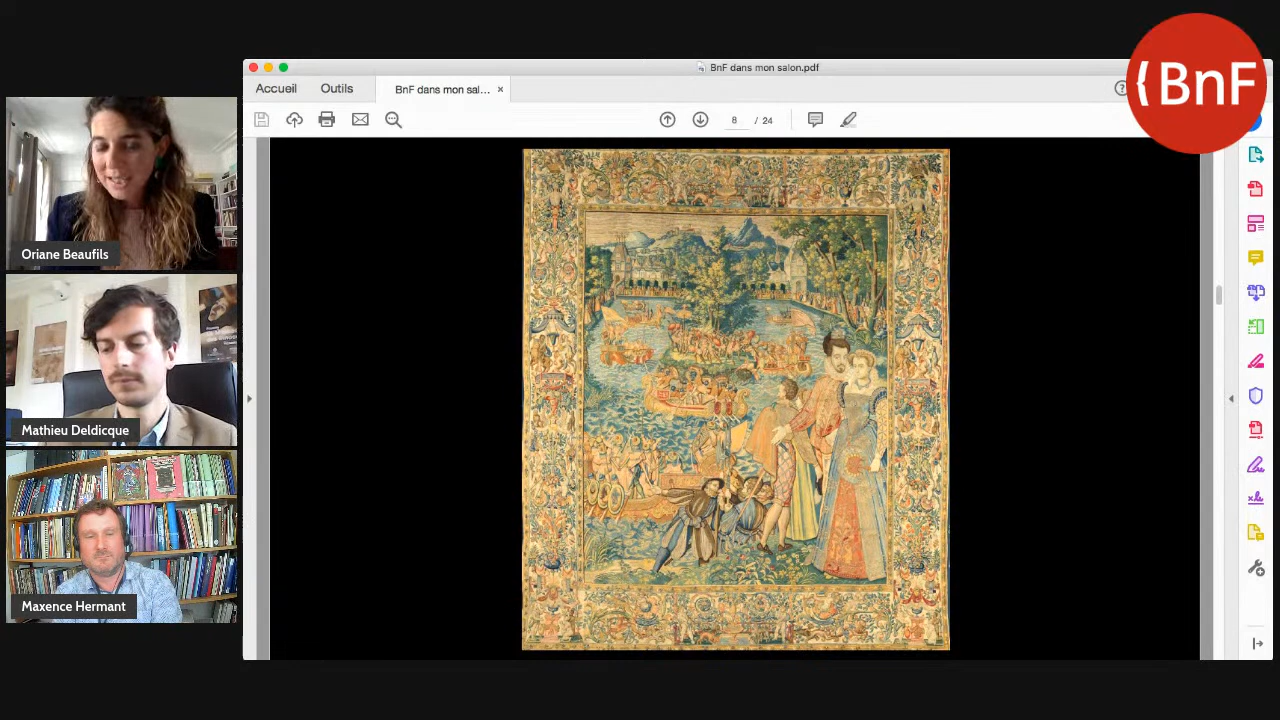 BnF dans mon salon.pdf
Accueil
Outils
BnF dans mon sal... ×
?
8 / 24
{BnF
Oriane Beaufils
Mathieu Deldicque
Maxence Hermant